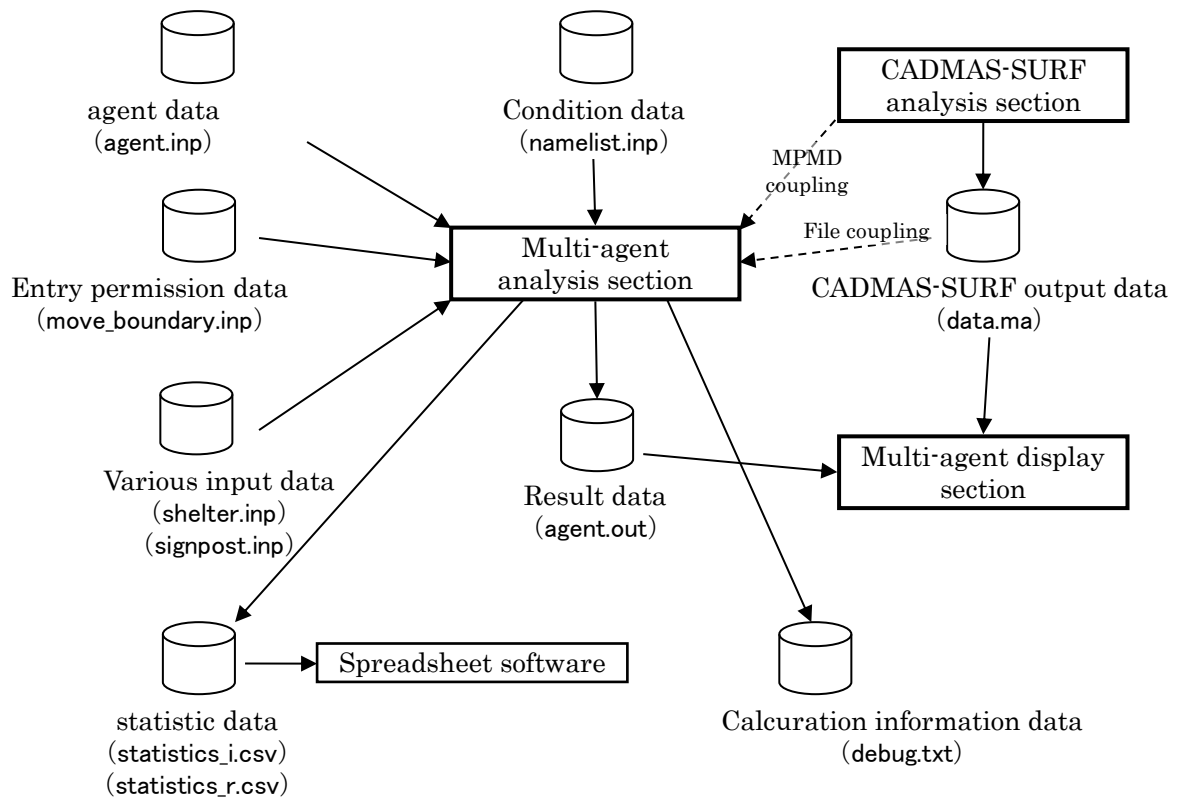 agent data
（agent.inp）
Condition data
（namelist.inp）
CADMAS-SURF
analysis section
MPMD
coupling
File coupling
Entry permission data
（move_boundary.inp）
Multi-agent
analysis section
CADMAS-SURF output data
（data.ma）
Various input data
（shelter.inp）
（signpost.inp）
Result data
（agent.out）
Multi-agent display
section
Spreadsheet software
statistic data
（statistics_i.csv）
（statistics_r.csv）
Calcuration information data
（debug.txt）